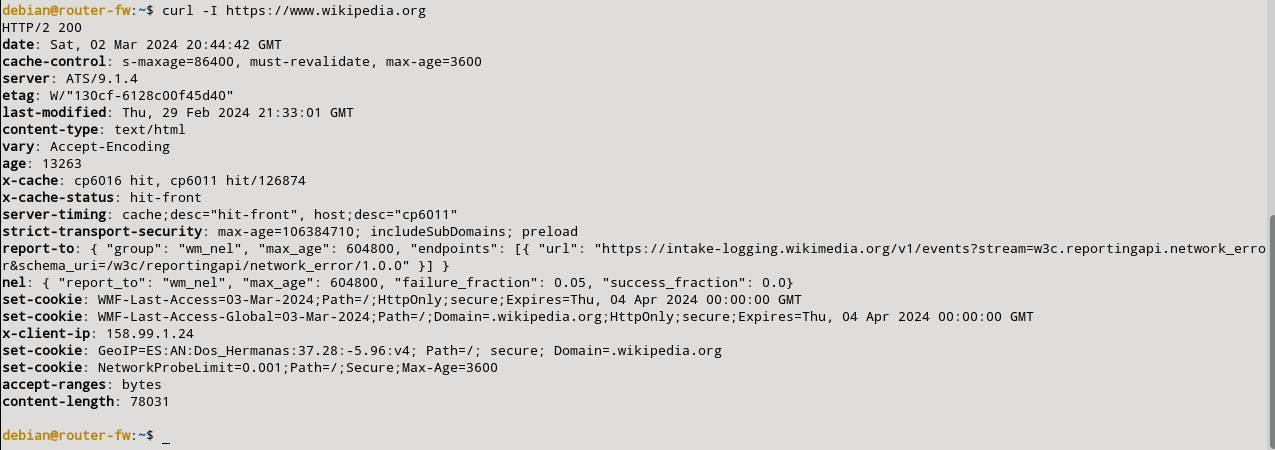 debian@router-fw:~$ curl -I https://www.wikipedia.org
HTTP/2 200
date: Sat, 02 Mar 2024 20:44:42 GMT
cache-control: s-maxage=86400, must-revalidate, max-age=3600
server: ATS/9.1.4
etag: W/"130cf-6128c00f45d40"
last-modified: Thu, 29 Feb 2024 21:33:01 GMT
content-type: text/html
vary: Accept-Encoding
age: 13263
x-cache: cp6016 hit, cp6011 hit/126874
x-cache-status: hit-front
server-timing: cache;desc="hit-front", host;desc="cp6011"
strict-transport-security: max-age=106384710; includeSubDomains; preload
report-to: { "group": "wm_nel", "max_age": 604800, "endpoints": [{ "url": "https://intake-logging.wikimedia.org/v1/events?stream=w3c.reportingapi.network_erro
r&schema_uri=/w3c/reportingapi/network_error/1.0.0" }] }
nel: { "report_to": "wm_nel", "max_age": 604800, "failure_fraction": 0.05, "success_fraction": 0.0}
set-cookie: WMF-Last-Access=03-Mar-2024;Path=/;HttpOnly;secure;Expires=Thu, 04 Apr 2024 00:00:00 GMT
set-cookie: WMF-Last-Access-Global=03-Mar-2024;Path=/;Domain=.wikipedia.org;HttpOnly;secure;Expires=Thu, 04 Apr 2024 00:00:00 GMT
x-client-ip: 158.99.1.24
set-cookie: GeoIP=ES:AN:Dos_Hermanas:37.28:-5.96:v4; Path=/; secure; Domain=.wikipedia.org
set-cookie: NetworkProbeLimit=0.001;Path=/;Secure;Max-Age=3600
accept-ranges: bytes
content-length: 78031
debian@router-fw:~$ _